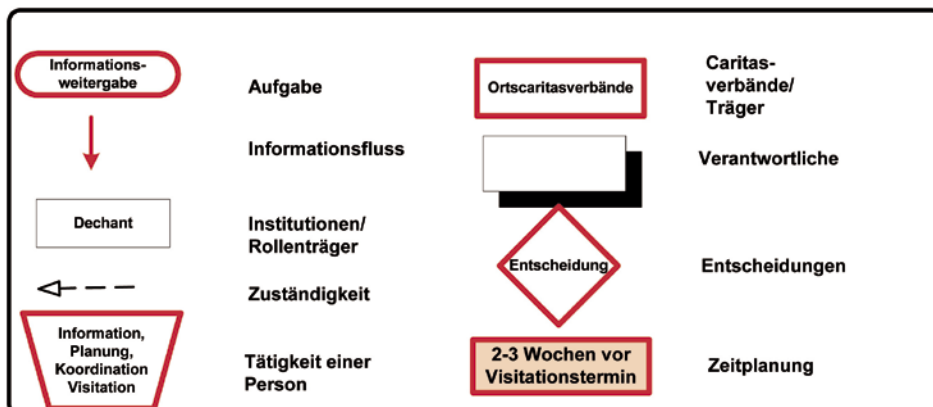 Informations-
weitergabe
Aufgabe
Informationsfluss
Dechant
Institutionen/
Rollenträger
Zuständigkeit
Information,
Planung,
Koordination
Visitation
Tätigkeit einer
Person
Ortscaritasverbände
Caritas-
verbände/
Träger
Verantwortliche
Entscheidung
Entscheidungen
2-3 Wochen vor
Visitationstermin
Zeitplanung